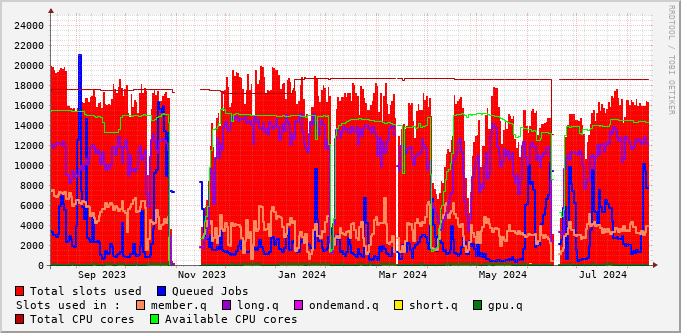 24000
22000
20000
18000
16000
14000
12000
10000
8000
6000
4000
2000
0
Sep 2023 Nov 2023 Jan 2024 Mar 2024 May 2024 Jul 2024
RRDTOOL / TOBI OETIKER
Total slots used Queued Jobs
Slots used in : member.q long.q ondemand.q short.q gpu.q
Total CPU cores Available CPU cores